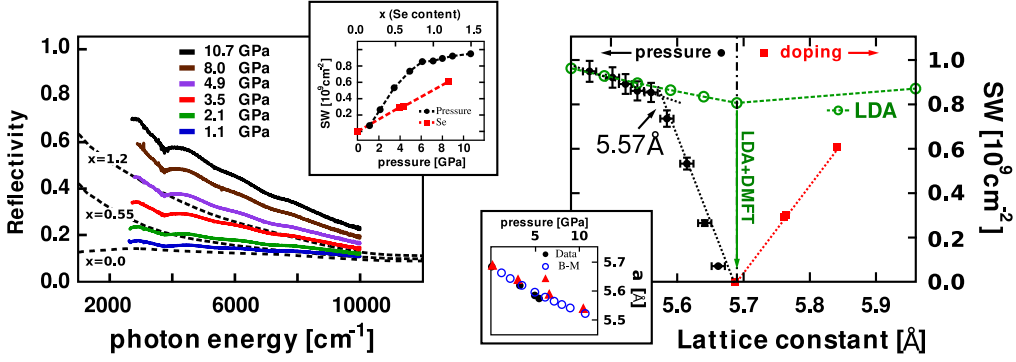 Reflectivity
1.0
0.8
0.6
0.4
0.2
0.0
10.7 GPa
8.0 GPa
4.9 GPa
3.5 GPa
2.1 GPa
1.1 GPa
x=1.2
x=0.55
x=0.0
2000
6000
10000
photon energy [cm⁻¹]
x (Se content)
0.0 0.5 1.0 1.5
SW [10⁹cm⁻²]
1.0
0.8
0.6
0.4
0.2
Pressure
Se
0 2 4 6 8 10
pressure [GPa]
pressure
doping
LDA
5.57Å
LDA+DMFT
SW [10⁹cm⁻²]
1.0
0.8
0.6
0.4
0.2
0.0
5.6 5.7 5.8 5.9
Lattice constant [Å]
pressure [GPa]
5 10
Data
B-M
5.7
5.6
5.5
a [Å]